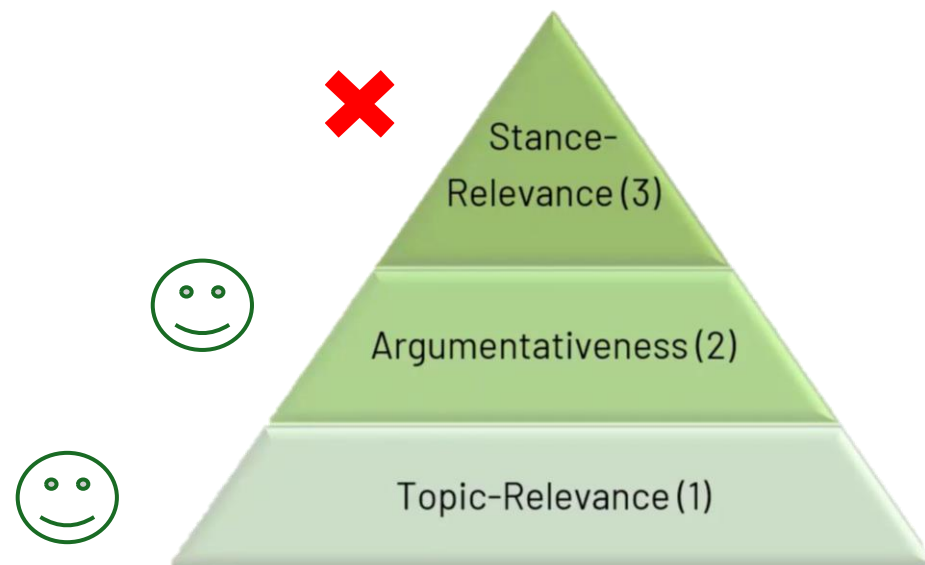 Stance-
Relevance (3)
Argumentativeness (2)
Topic-Relevance (1)